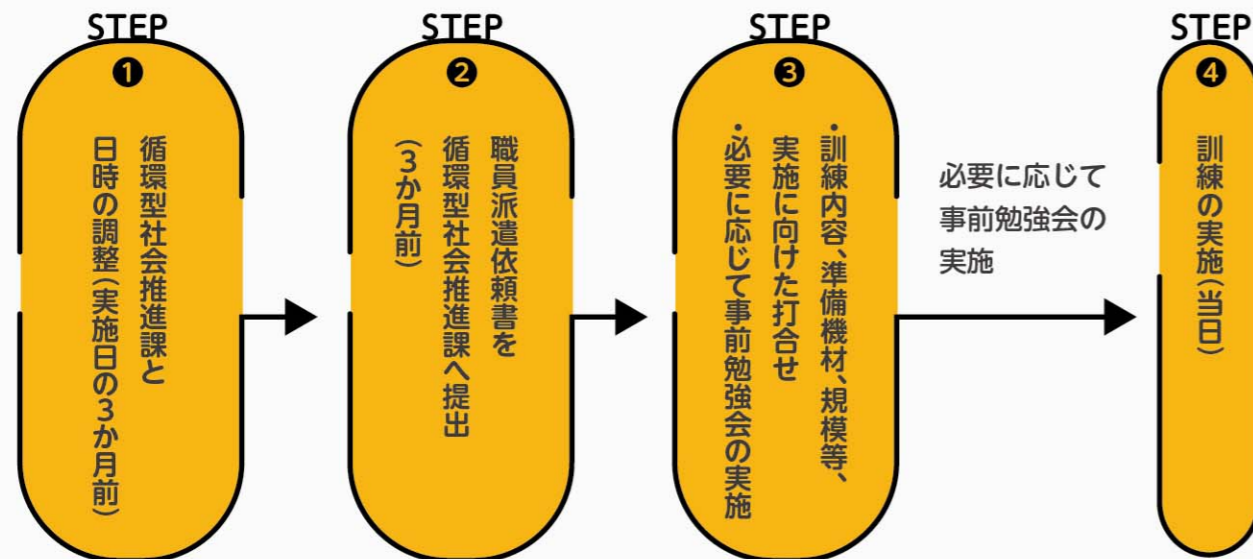 STEP
❶
循環型社会推進課と
日時の調整(実施日の3か月前)
STEP
❷
職員派遣依頼書を
循環型社会推進課へ提出
(3か月前)
STEP
❸
・訓練内容、準備機材、規模等、
実施に向けた打合せ
・必要に応じて事前勉強会の実施
必要に応じて
事前勉強会の
実施
STEP
❹
訓練の実施(当日)